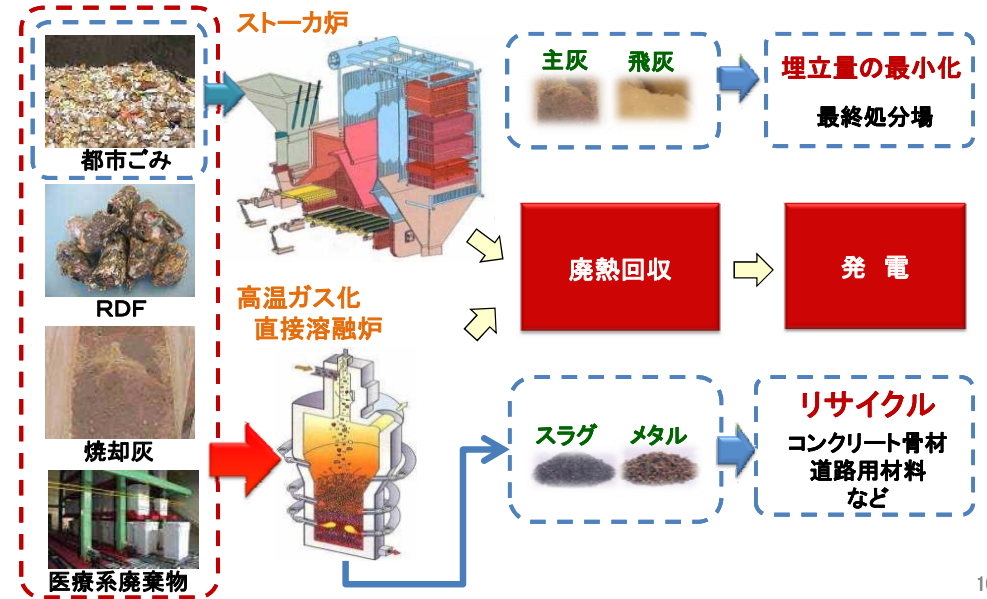 ストーカ炉
都市ごみ
主灰
飛灰
埋立量の最小化
最終処分場
RDF
高温ガス化
直接溶融炉
廃熱回収
発 電
焼却灰
スラグ
メタル
リサイクル
コンクリート骨材
道路用材料
など
医療系廃棄物